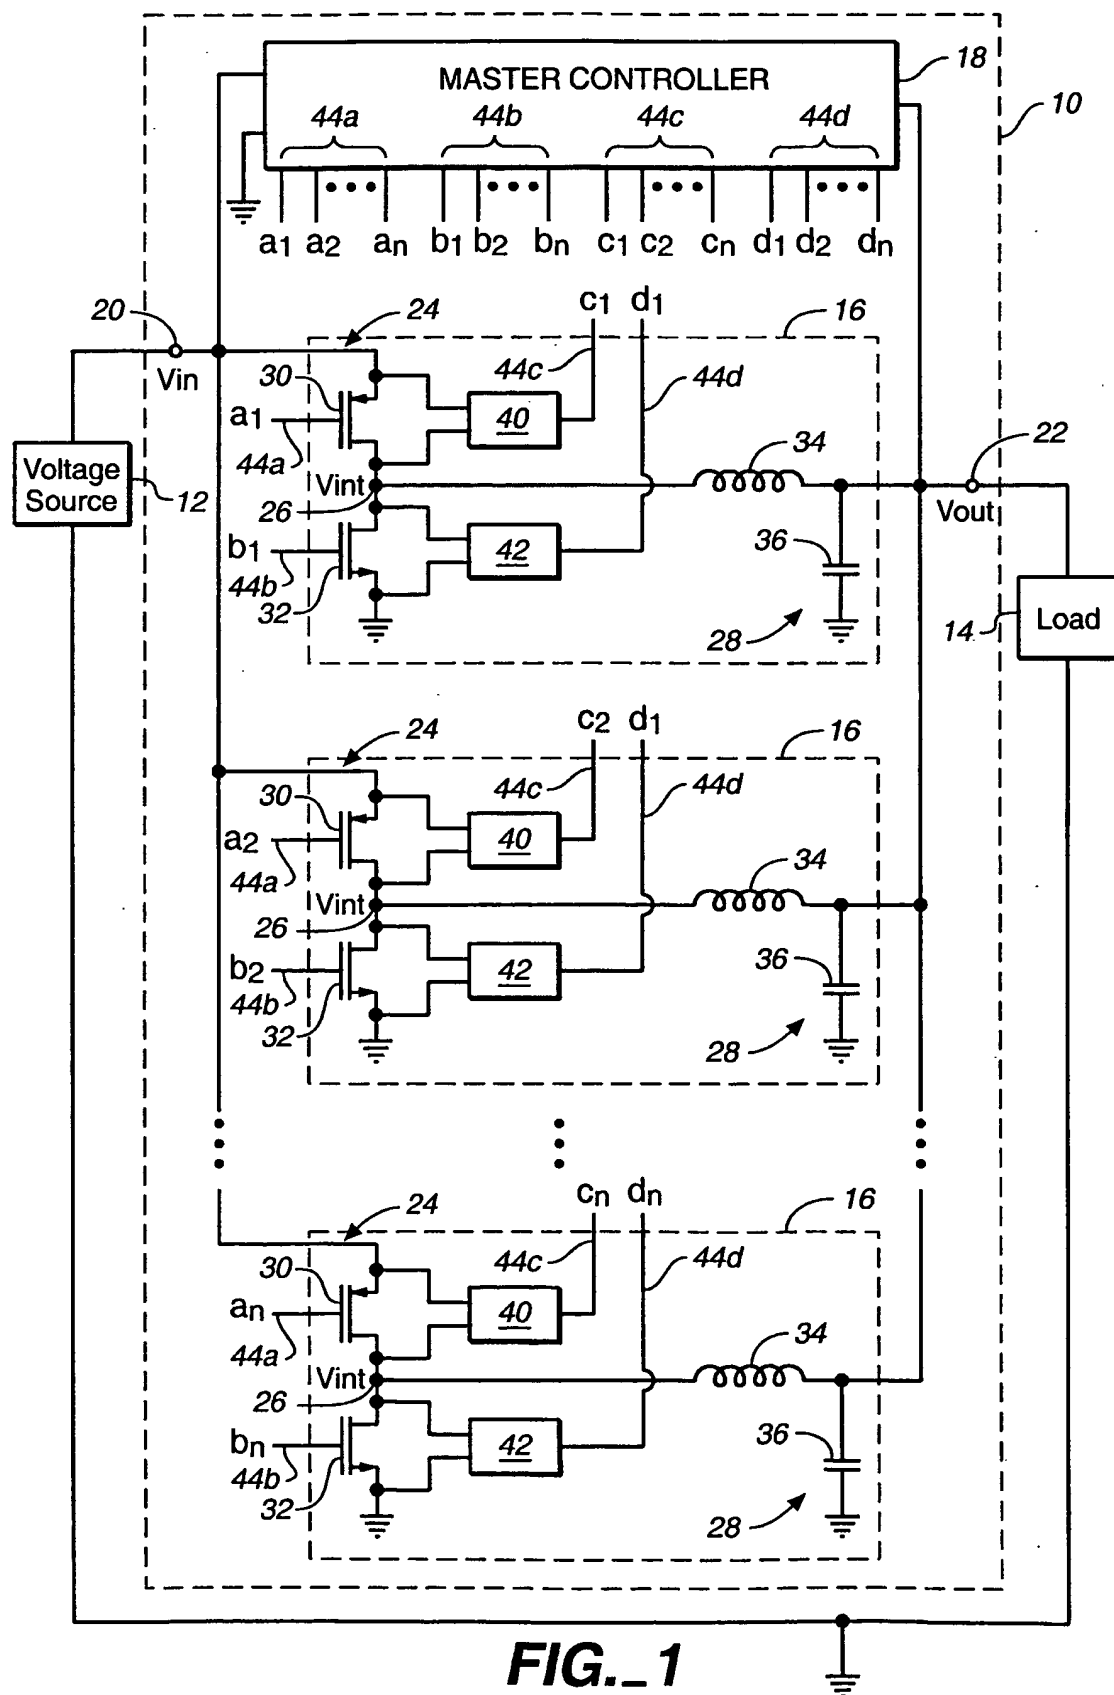 MASTER CONTROLLER
18
10
44a 44b 44c 44d
a1 a2 an b1 b2 bn c1 c2 cn d1 d2 dn
20
Vin
24
c1 d1
16
30
44c
44d
a1
44a
40
34
22
Voltage
Source
12
Vint
26
Vout
b1
44b
42
36
32
28
14
Load
24
c2 d1
16
30
44c
44d
a2
44a
40
34
Vint
26
b2
44b
42
36
32
28
24
cn dn
16
30
44c
44d
an
44a
40
34
Vint
26
bn
44b
42
36
32
28
FIG._1